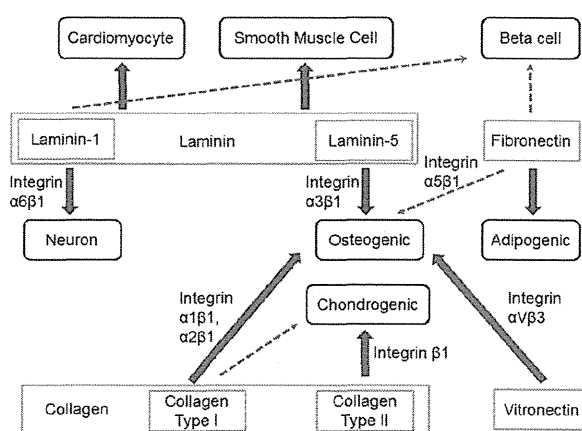 Cardiomyocyte
Smooth Muscle Cell
Beta cell
Laminin-1
Laminin
Laminin-5
Fibronectin
Integrin
α6β1
Integrin
α3β1
Integrin
α5β1
Neuron
Osteogenic
Adipogenic
Integrin
α1β1,
α2β1
Chondrogenic
Integrin
αVβ3
Integrin β1
Collagen
Collagen
Type I
Collagen
Type II
Vitronectin